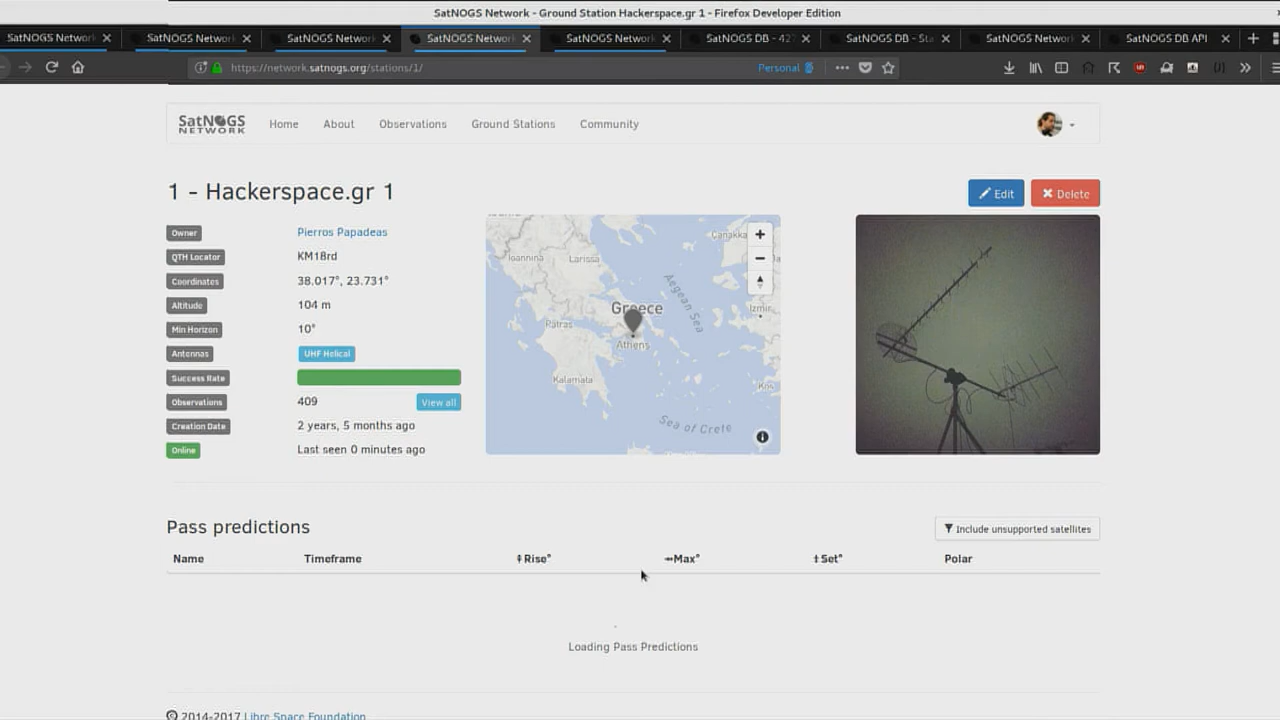 SatNOGS Network - Ground Station Hackerspace.gr 1 - Firefox Developer Edition
SatNOGS Network SatNOGS Network SatNOGS Network SatNOGS Network SatNOGS Network SatNOGS DB - 42 SatNOGS DB - Sta SatNOGS Network SatNOGS DB API
https://network.satnogs.org/stations/1/ Personal
SatNOGS NETWORK Home About Observations Ground Stations Community
1 - Hackerspace.gr 1
Edit Delete
Owner Pierros Papadeas
QTH Locator KM18rd
Coordinates 38.017°, 23.731°
Altitude 104 m
Min Horizon 10°
Antennas UHF Helical
Success Rate
Observations 409 View all
Creation Date 2 years, 5 months ago
Online Last seen 0 minutes ago
Çanakka
Ioannina Larissa
Aegean Sea
Greece
Izmir
Patras
Athens
Kalamata
Sea of Crete
Pass predictions
Include unsupported satellites
Name Timeframe Rise° Max° Set° Polar
Loading Pass Predictions
2014-2017 Libre Space Foundation